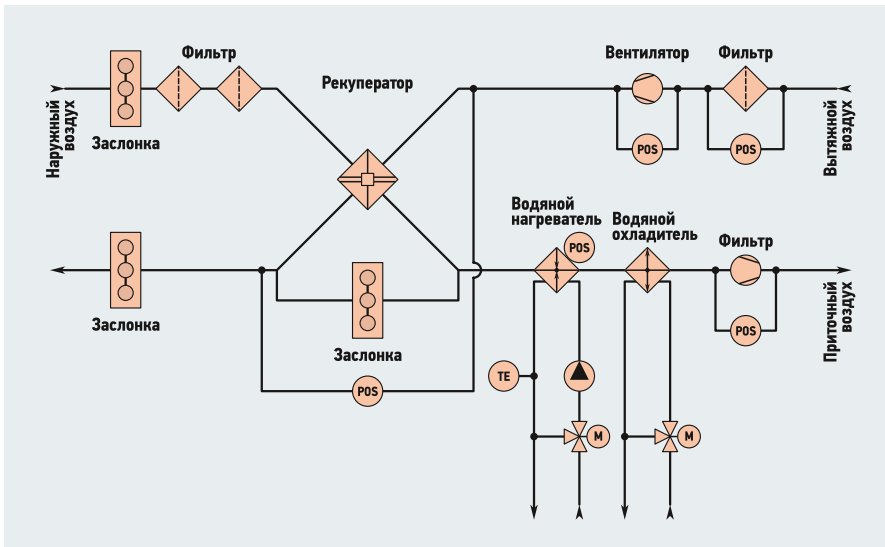 Фильтр
Рекуператор
Вентилятор
Фильтр
Наружный
воздух
Заслонка
POS
POS
Вытяжной
воздух
Водяной
нагреватель
POS
Водяной
охладитель
Фильтр
Заслонка
Заслонка
POS
Приточный
воздух
POS
TE
M
M